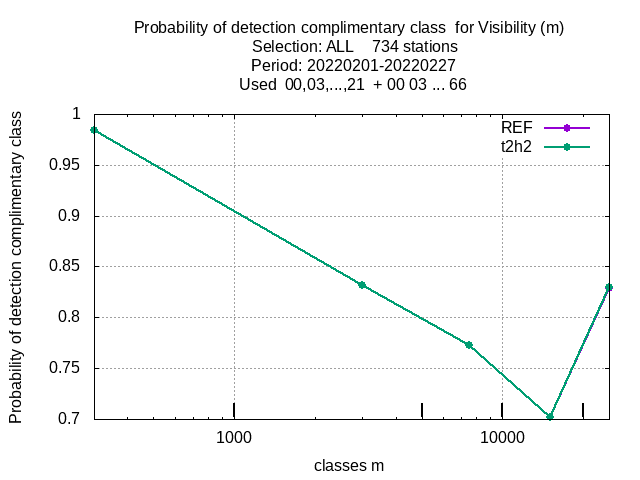 Probability of detection complimentary class  for Visibility (m)
Selection: ALL    734 stations
Period: 20220201-20220227
Used  00,03,...,21  + 00 03 ... 66
Probability of detection complimentary class
1
0.95
0.9
0.85
0.8
0.75
0.7
REF
t2h2
1000
10000
classes m